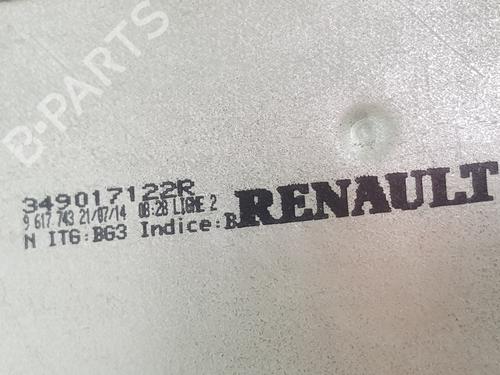 B-PARTS
349017122R
9 617 743 21/07/14 08:28 LIGNE 2
N ITG:BG3 Indice:B
RENAULT